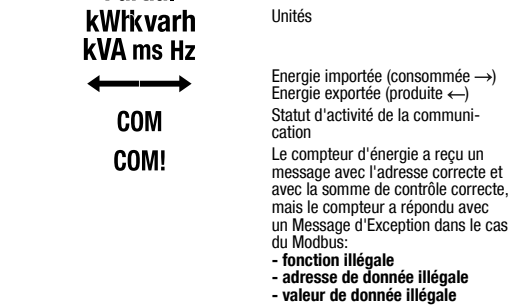 kWhkvarh Unités
kVA ms Hz
Energie importée (consommée →)
Energie exportée (produite ←)
COM Statut d'activité de la communi-
cation
COM! Le compteur d'énergie a reçu un
message avec l'adresse correcte et
avec la somme de contrôle correcte,
mais le compteur a répondu avec
un Message d'Exception dans le cas
du Modbus:
- fonction illégale
- adresse de donnée illégale
- valeur de donnée illégale